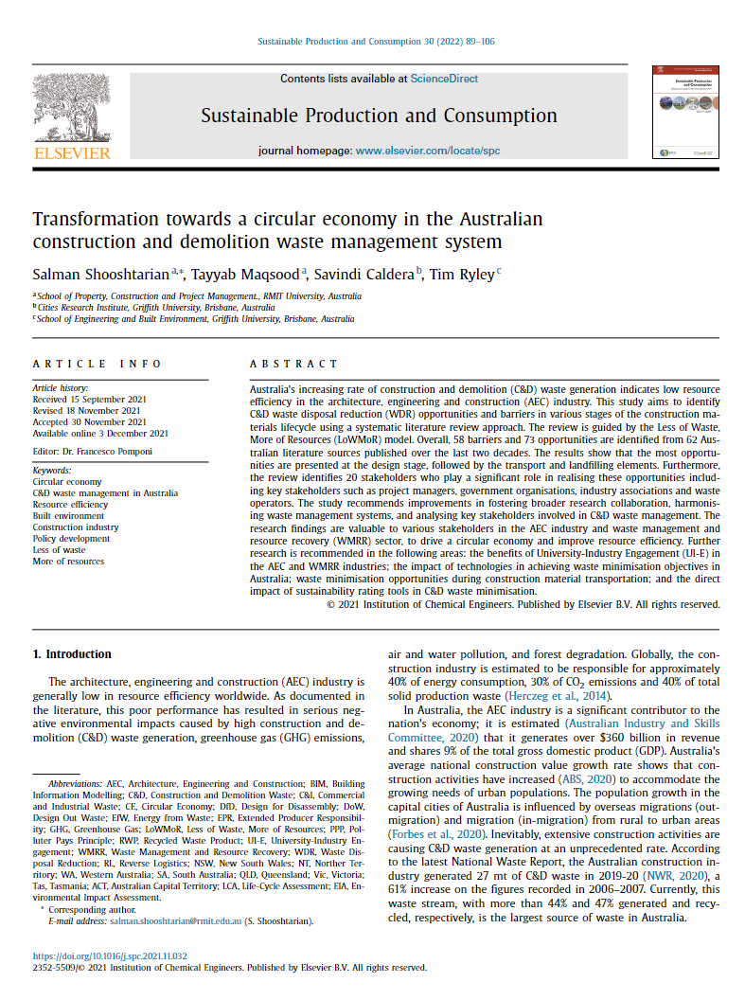 Sustainable Production and Consumption 30 (2022) 89–106
Contents lists available at ScienceDirect
Sustainable Production and Consumption
journal homepage: www.elsevier.com/locate/spc
ELSEVIER
Transformation towards a circular economy in the Australian
construction and demolition waste management system
Salman Shooshtarian a,∗, Tayyab Maqsood a, Savindi Caldera b, Tim Ryley c
a School of Property, Construction and Project Management., RMIT University, Australia
b Cities Research Institute, Griffith University, Brisbane, Australia
c School of Engineering and Built Environment, Griffith University, Brisbane, Australia
ARTICLE INFO
Article history:
Received 15 September 2021
Revised 18 November 2021
Accepted 30 November 2021
Available online 3 December 2021
Editor: Dr. Francesco Pomponi
Keywords:
Circular economy
C&D waste management in Australia
Resource efficiency
Built environment
Construction industry
Policy development
Less of waste
More of resources
ABSTRACT
Australia's increasing rate of construction and demolition (C&D) waste generation indicates low resource
efficiency in the architecture, engineering and construction (AEC) industry. This study aims to identify
C&D waste disposal reduction (WDR) opportunities and barriers in various stages of the construction ma-
terials lifecycle using a systematic literature review approach. The review is guided by the Less of Waste,
More of Resources (LoWMoR) model. Overall, 58 barriers and 73 opportunities are identified from 62 Aus-
tralian literature sources published over the last two decades. The results show that the most opportu-
nities are presented at the design stage, followed by the transport and landfilling elements. Furthermore,
the review identifies 20 stakeholders who play a significant role in realising these opportunities includ-
ing key stakeholders such as project managers, government organisations, industry associations and waste
operators. The study recommends improvements in fostering broader research collaboration, harmonis-
ing waste management systems, and analysing key stakeholders involved in C&D waste management. The
research findings are valuable to various stakeholders in the AEC industry and waste management and
resource recovery (WMRR) sector, to drive a circular economy and improve resource efficiency. Further
research is recommended in the following areas: the benefits of University-Industry Engagement (UI-E) in
the AEC and WMRR industries; the impact of technologies in achieving waste minimisation objectives in
Australia; waste minimisation opportunities during construction material transportation; and the direct
impact of sustainability rating tools in C&D waste minimisation.
© 2021 Institution of Chemical Engineers. Published by Elsevier B.V. All rights reserved.
1. Introduction
The architecture, engineering and construction (AEC) industry is
generally low in resource efficiency worldwide. As documented
in the literature, this poor performance has resulted in serious neg-
ative environmental impacts caused by high construction and de-
molition (C&D) waste generation, greenhouse gas (GHG) emissions,
Abbreviations: AEC, Architecture, Engineering and Construction; BIM, Building
Information Modelling; C&D, Construction and Demolition Waste; C&I, Commercial
and Industrial Waste; CE, Circular Economy; DfD, Design for Disassembly; DoW,
Design Out Waste; EfW, Energy from Waste; EPR, Extended Producer Responsibil-
ity; GHG, Greenhouse Gas; LoWMoR, Less of Waste, More of Resources; PPP, Pol-
luter Pays Principle; RWP, Recycled Waste Product; UI-E, University-Industry En-
gagement; WMRR, Waste Management and Resource Recovery; WDR, Waste Dis-
posal Reduction; RL, Reverse Logistics; NSW, New South Wales; NT, Norther Ter-
ritory; WA, Western Australia; SA, South Australia; QLD, Queensland; Vic, Victoria;
Tas, Tasmania; ACT, Australian Capital Territory; LCA, Life-Cycle Assessment; EIA, En-
vironmental Impact Assessment.
∗ Corresponding author.
E-mail address: salman.shooshtarian@rmit.edu.au (S. Shooshtarian).
air and water pollution, and forest degradation. Globally, the con-
struction industry is estimated to be responsible for approximately
40% of energy consumption, 30% of CO2 emissions and 40% of total
solid production waste (Herczeg et al., 2014).
In Australia, the AEC industry is a significant contributor to the
nation's economy; it is estimated (Australian Industry and Skills
Committee, 2020) that it generates over $360 billion in revenue
and shares 9% of the total gross domestic product (GDP). Australia's
average national construction value growth rate shows that con-
struction activities have increased (ABS, 2020) to accommodate the
growing needs of urban populations. The population growth in the
capital cities of Australia is influenced by overseas migrations (out-
migration) and migration (in-migration) from rural to urban areas
(Forbes et al., 2020). Inevitably, extensive construction activities are
causing C&D waste generation at an unprecedented rate. According
to the latest National Waste Report, the Australian construction in-
dustry generated 27 mt of C&D waste in 2019-20 (NWR, 2020), a
61% increase on the figures recorded in 2006–2007. Currently, this
waste stream, with more than 44% and 47% generated and recy-
cled, respectively, is the largest source of waste in Australia.
https://doi.org/10.1016/j.spc.2021.11.032
2352-5509/© 2021 Institution of Chemical Engineers. Published by Elsevier B.V. All rights reserved.